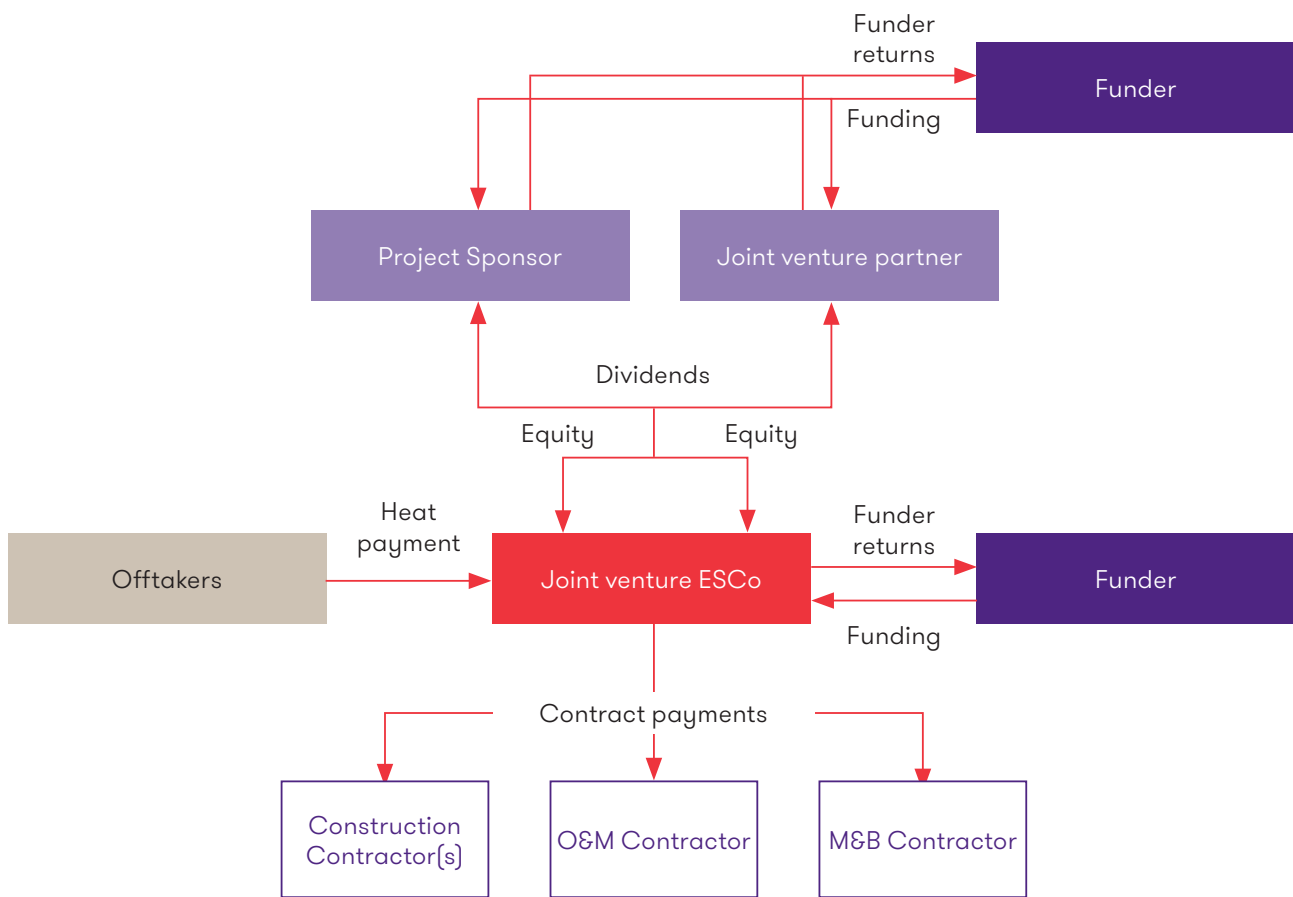 Funder
returns
Funder
Funding
Project Sponsor
Joint venture partner
Dividends
Equity
Equity
Heat
payment
Funder
returns
Offtakers
Joint venture ESCo
Funder
Funding
Contract payments
Construction
Contractor(s)
O&M Contractor
M&B Contractor